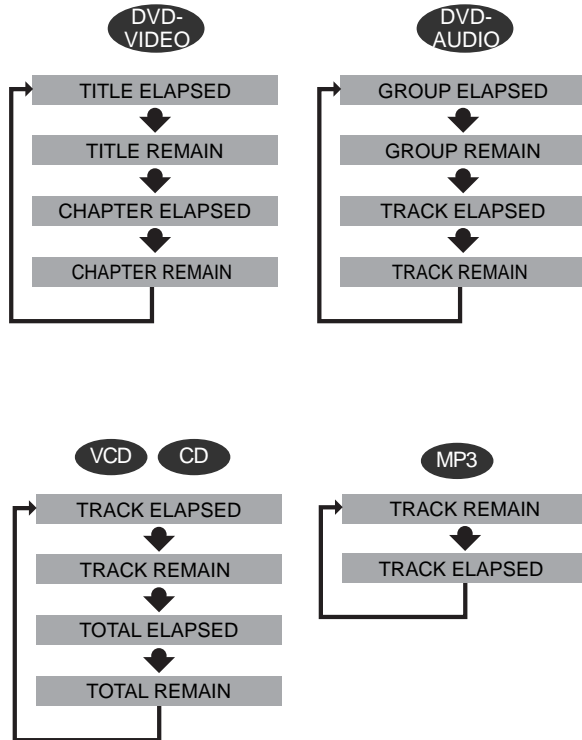 DVD-
VIDEO
TITLE ELAPSED
TITLE REMAIN
CHAPTER ELAPSED
CHAPTER REMAIN
DVD-
AUDIO
GROUP ELAPSED
GROUP REMAIN
TRACK ELAPSED
TRACK REMAIN
VCD CD
TRACK ELAPSED
TRACK REMAIN
TOTAL ELAPSED
TOTAL REMAIN
MP3
TRACK REMAIN
TRACK ELAPSED